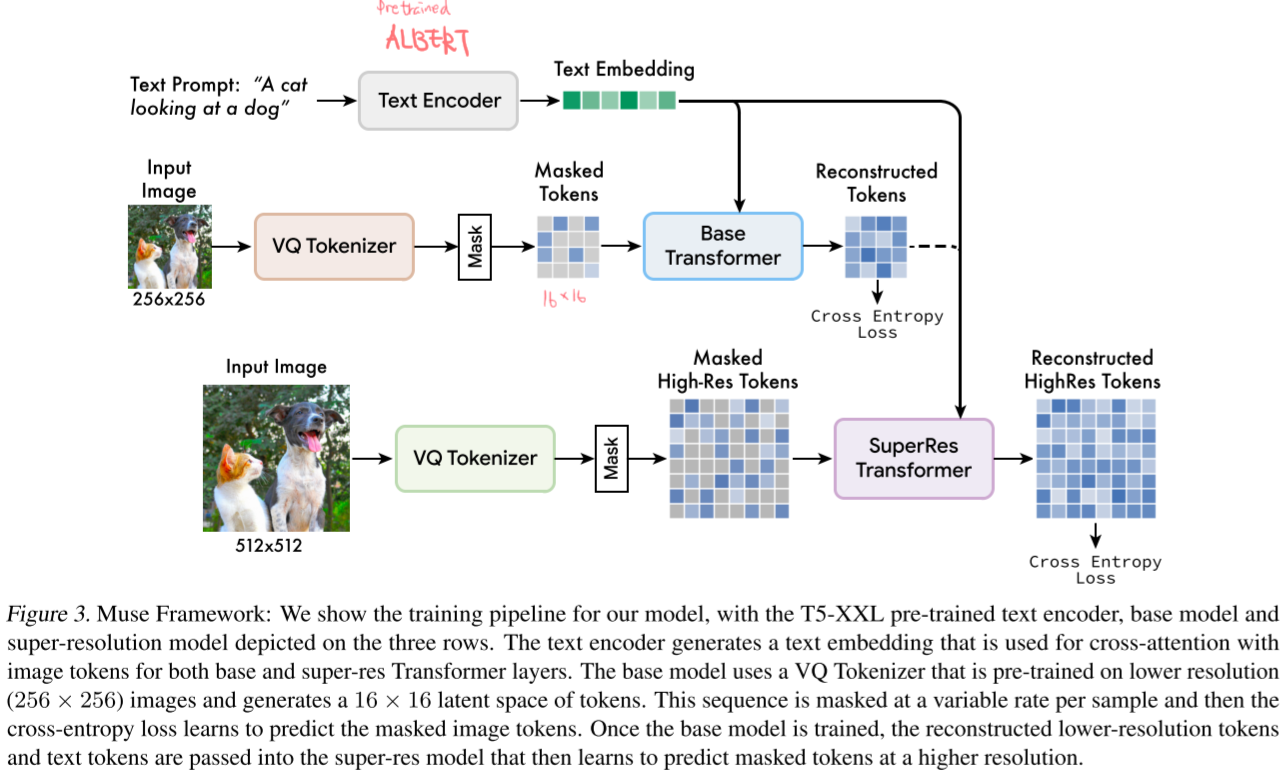 Pretrained
ALBERT
Text Prompt: "A cat
looking at a dog"
Text Encoder
Text Embedding
Input
Image
256x256
VQ Tokenizer
Mask
Masked
Tokens
16×16
Base
Transformer
Reconstructed
Tokens
Cross Entropy
Loss
Input Image
512x512
VQ Tokenizer
Mask
Masked
High-Res Tokens
SuperRes
Transformer
Reconstructed
HighRes Tokens
Cross Entropy
Loss
Figure 3. Muse Framework: We show the training pipeline for our model, with the T5-XXL pre-trained text encoder, base model and
super-resolution model depicted on the three rows. The text encoder generates a text embedding that is used for cross-attention with
image tokens for both base and super-res Transformer layers. The base model uses a VQ Tokenizer that is pre-trained on lower resolution
(256 × 256) images and generates a 16 × 16 latent space of tokens. This sequence is masked at a variable rate per sample and then the
cross-entropy loss learns to predict the masked image tokens. Once the base model is trained, the reconstructed lower-resolution tokens
and text tokens are passed into the super-res model that then learns to predict masked tokens at a higher resolution.